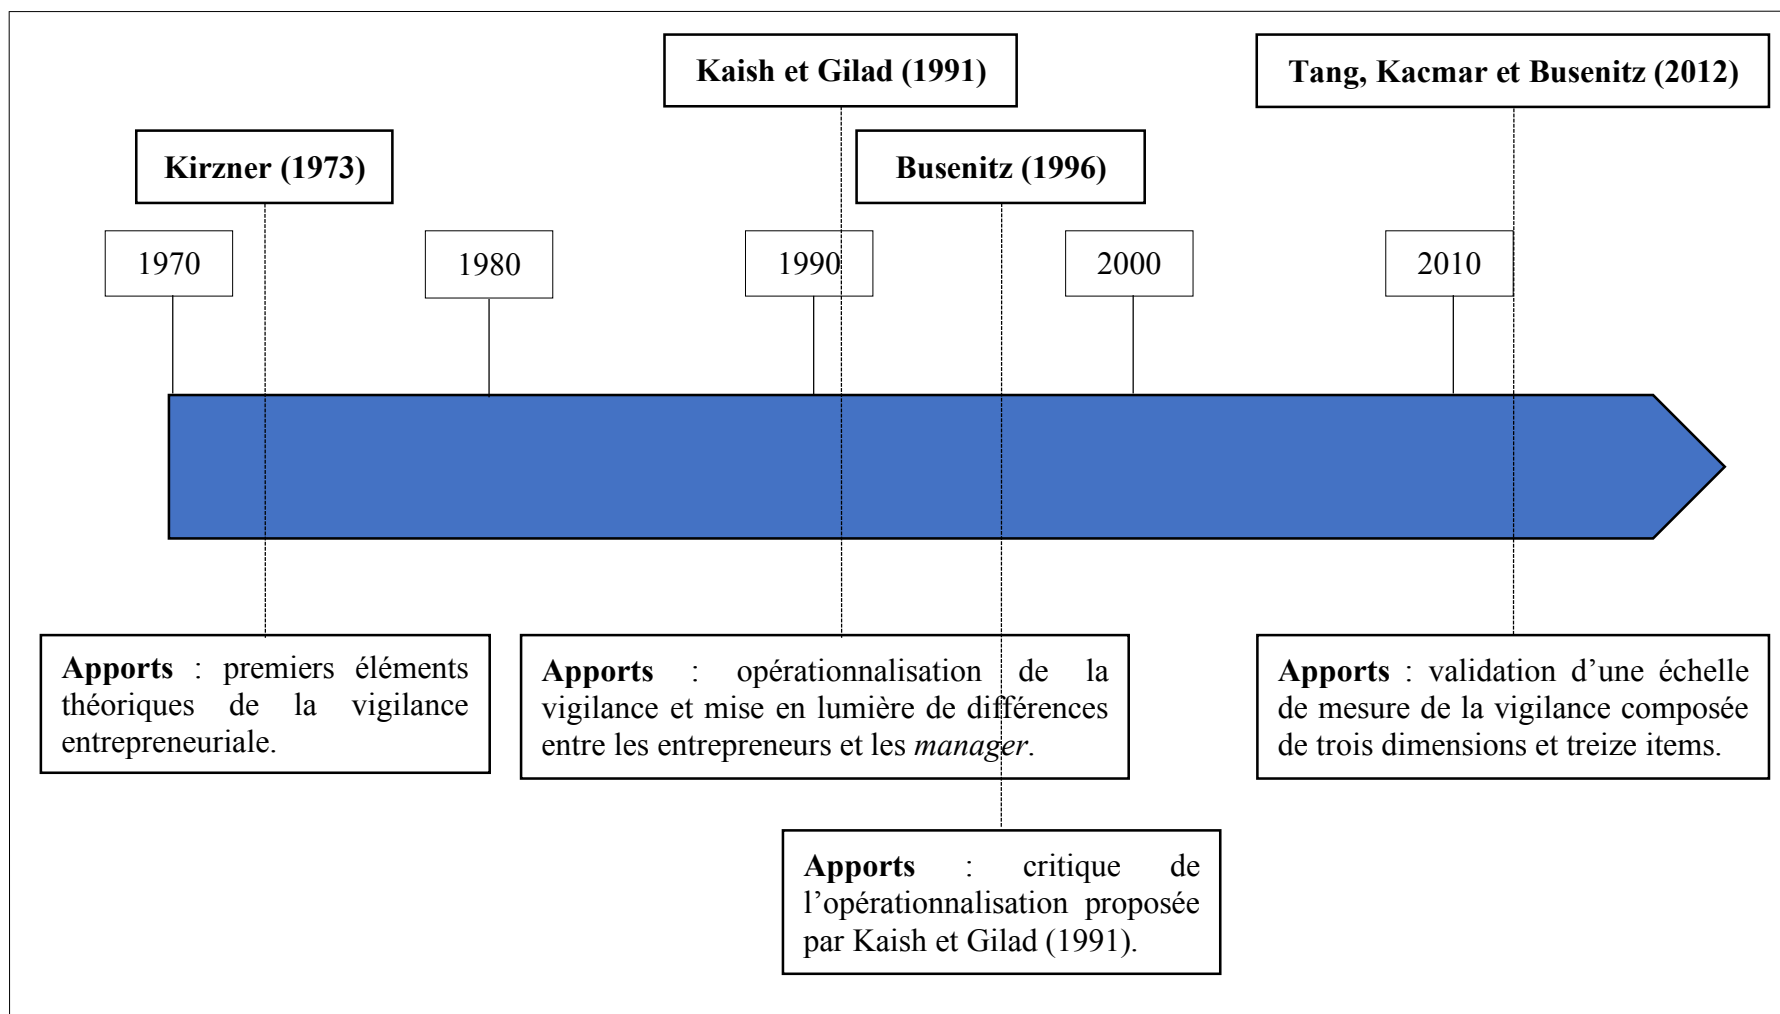 Kaish et Gilad (1991)
Tang, Kacmar et Busenitz (2012)
Kirzner (1973)
Busenitz (1996)
1970
1980
1990
2000
2010
Apports : premiers éléments
théoriques de la vigilance
entrepreneuriale.
Apports : opérationnalisation de la
vigilance et mise en lumière de différences
entre les entrepreneurs et les manager.
Apports : validation d’une échelle
de mesure de la vigilance composée
de trois dimensions et treize items.
Apports : critique de
l’opérationnalisation proposée
par Kaish et Gilad (1991).